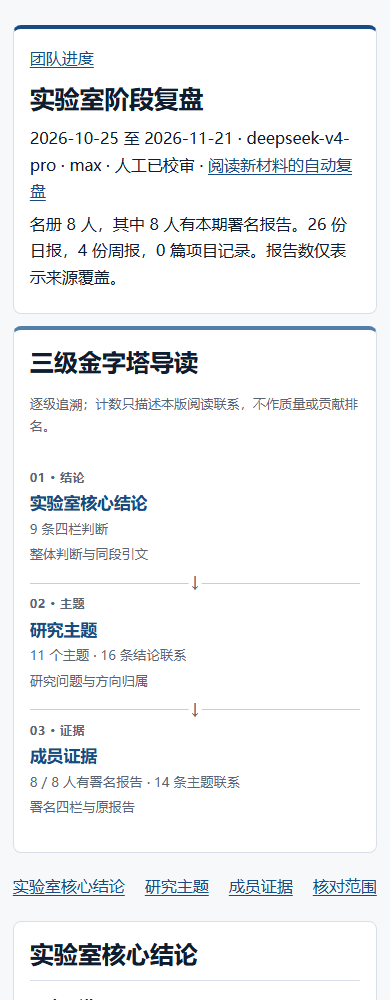 团队进度
实验室阶段复盘
2026-10-25 至 2026-11-21 · deepseek-v4-
pro · max · 人工已校审 · 阅读新材料的自动复
盘
名册 8 人，其中 8 人有本期署名报告。26 份
日报，4 份周报，0 篇项目记录。报告数仅表
示来源覆盖。
三级金字塔导读
逐级追溯；计数只描述本版阅读联系，不作质量或贡献排
名。
01 · 结论
实验室核心结论
9 条四栏判断
整体判断与同段引文
↓
02 · 主题
研究主题
11 个主题 · 16 条结论联系
研究问题与方向归属
↓
03 · 证据
成员证据
8 / 8 人有署名报告 · 14 条主题联系
署名四栏与原报告
实验室核心结论 研究主题 成员证据 核对范围
实验室核心结论